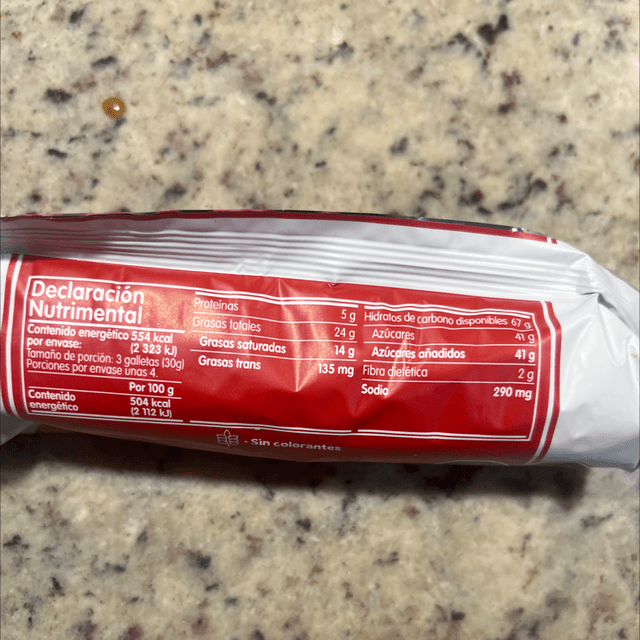 Declaración
Nutrimental
Contenido energético 554 kcal
por envase: (2 323 kJ)
Tamaño de porción: 3 galletas (30g)
Porciones por envase unas 4.
Por 100 g
Contenido 504 kcal
energético (2 112 kJ)
Proteínas 5 g
Grasas totales 24 g
Grasas saturadas 14 g
Grasas trans 135 mg
Hidratos de carbono disponibles 67 g
Azúcares 41 g
Azúcares añadidos 41 g
Fibra dietética 2 g
Sodio 290 mg
- Sin colorantes